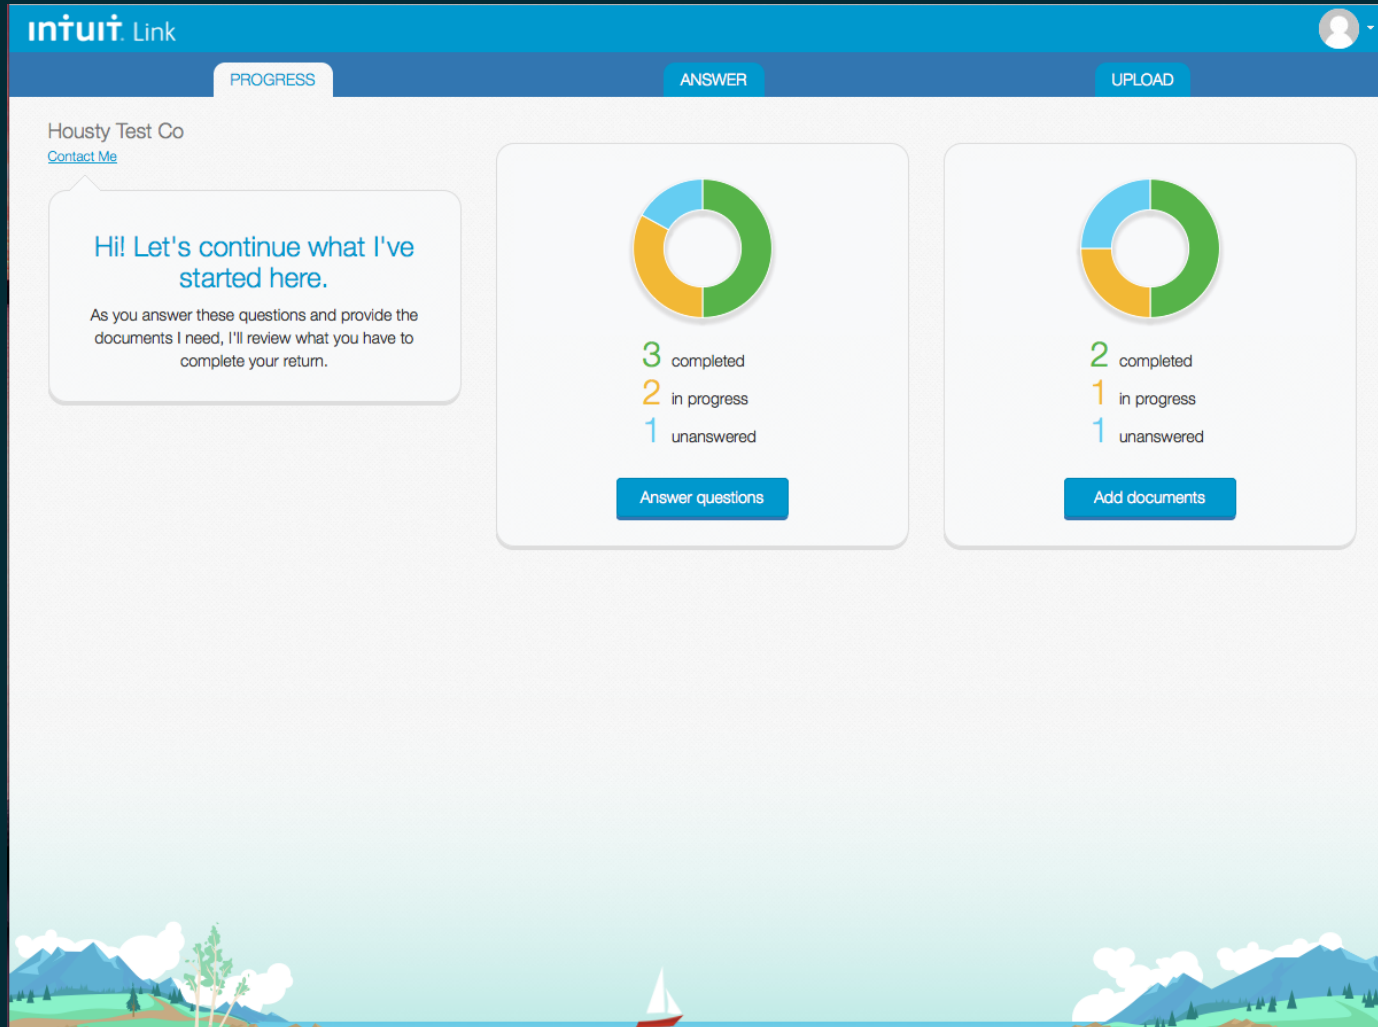 intuit. Link
PROGRESS
ANSWER
UPLOAD
Housty Test Co
Contact Me
Hi! Let's continue what I've
started here.
As you answer these questions and provide the
documents I need, I'll review what you have to
complete your return.
3 completed
2 in progress
1 unanswered
Answer questions
2 completed
1 in progress
1 unanswered
Add documents